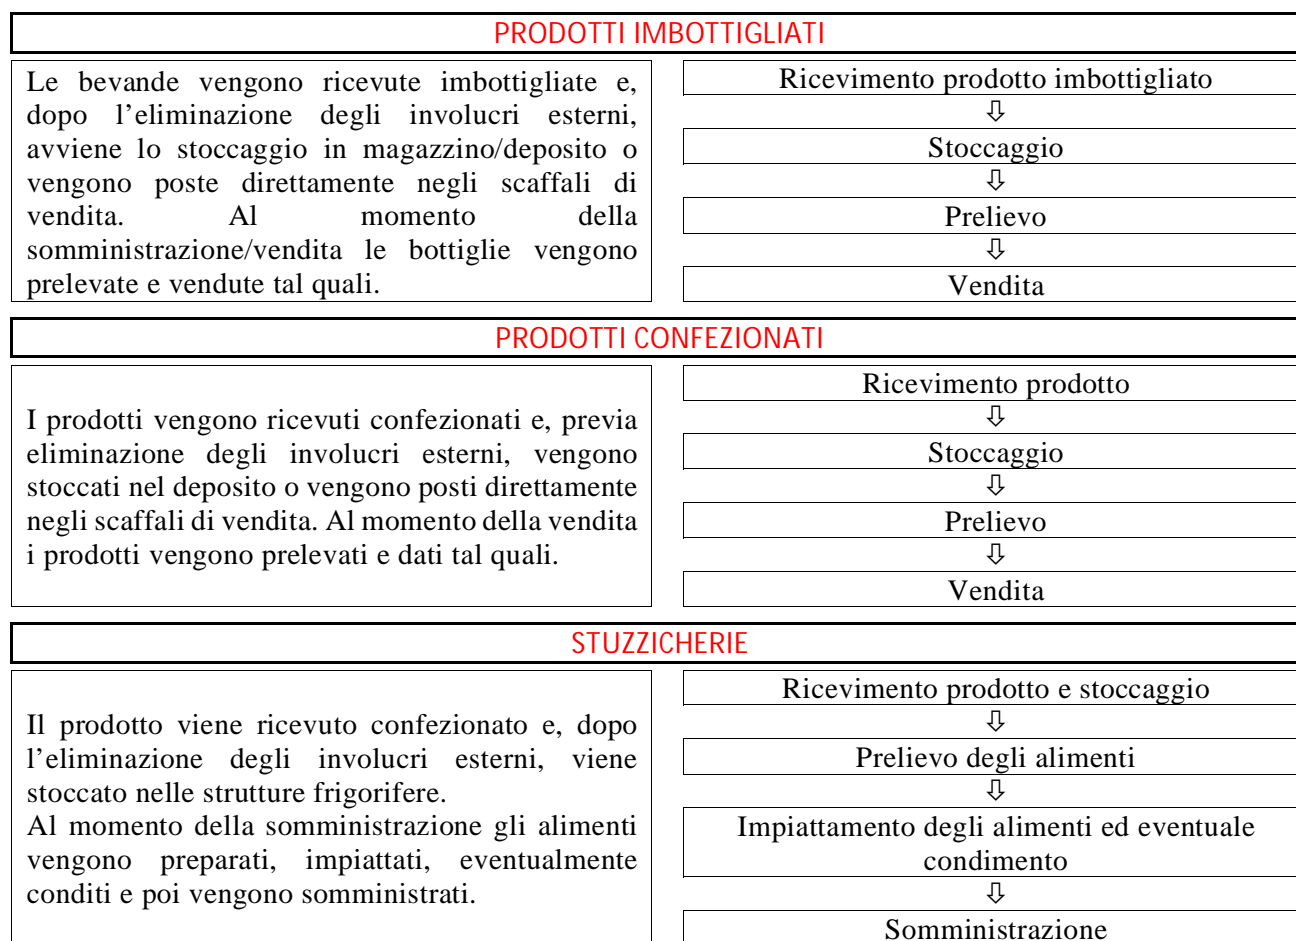 PRODOTTI IMBOTTIGLIATI
Le bevande vengono ricevute imbottigliate e,
dopo l’eliminazione degli involucri esterni,
avviene lo stoccaggio in magazzino/deposito o
vengono poste direttamente negli scaffali di
vendita. Al momento della
somministrazione/vendita le bottiglie vengono
prelevate e vendute tal quali.
Ricevimento prodotto imbottigliato
⇩
Stoccaggio
⇩
Prelievo
⇩
Vendita
PRODOTTI CONFEZIONATI
I prodotti vengono ricevuti confezionati e, previa
eliminazione degli involucri esterni, vengono
stoccati nel deposito o vengono posti direttamente
negli scaffali di vendita. Al momento della vendita
i prodotti vengono prelevati e dati tal quali.
Ricevimento prodotto
⇩
Stoccaggio
⇩
Prelievo
⇩
Vendita
STUZZICHERIE
Il prodotto viene ricevuto confezionato e, dopo
l’eliminazione degli involucri esterni, viene
stoccato nelle strutture frigorifere.
Al momento della somministrazione gli alimenti
vengono preparati, impiattati, eventualmente
conditi e poi vengono somministrati.
Ricevimento prodotto e stoccaggio
⇩
Prelievo degli alimenti
⇩
Impiattamento degli alimenti ed eventuale
condimento
⇩
Somministrazione